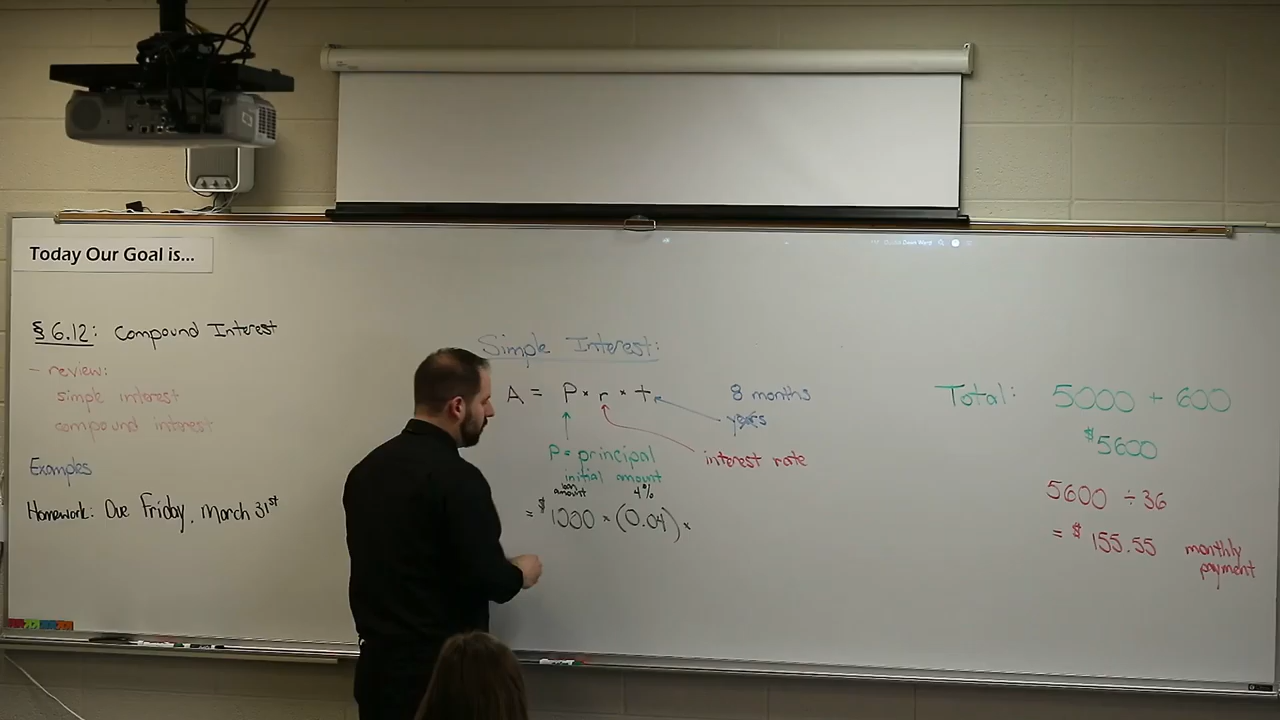 Today Our Goal is...
§ 6.12: Compound Interest
- review:
simple interest
compound interest
Examples
Homework: Due Friday, March 31st
Simple Interest:
A = P × r × t
8 months
years
P = principal
initial amount
interest rate
loan amount
4%
= $1000 × (0.04) ×
Total: 5000 + 600
$5600
5600 ÷ 36
= $155.55 monthly payment